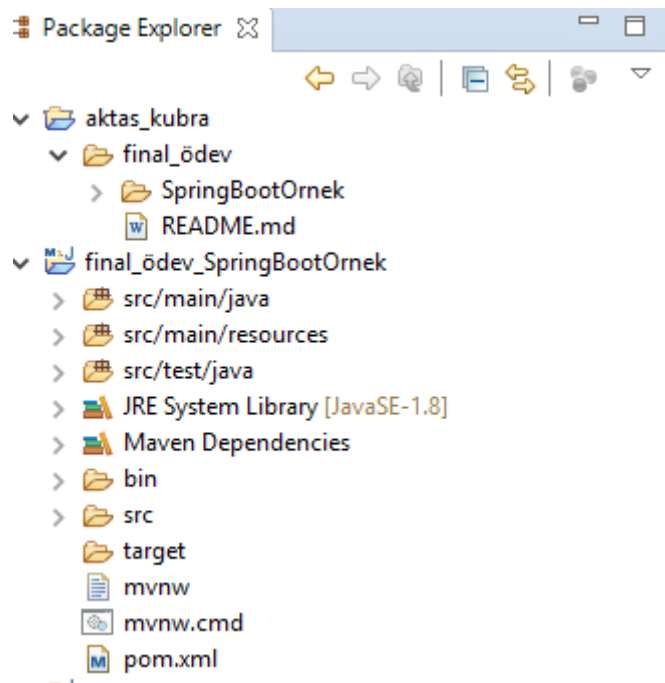 Package Explorer
aktas_kubra
final_ödev
SpringBootOrnek
README.md
final_ödev_SpringBootOrnek
src/main/java
src/main/resources
src/test/java
JRE System Library [JavaSE-1.8]
Maven Dependencies
bin
src
target
mvnw
mvnw.cmd
pom.xml